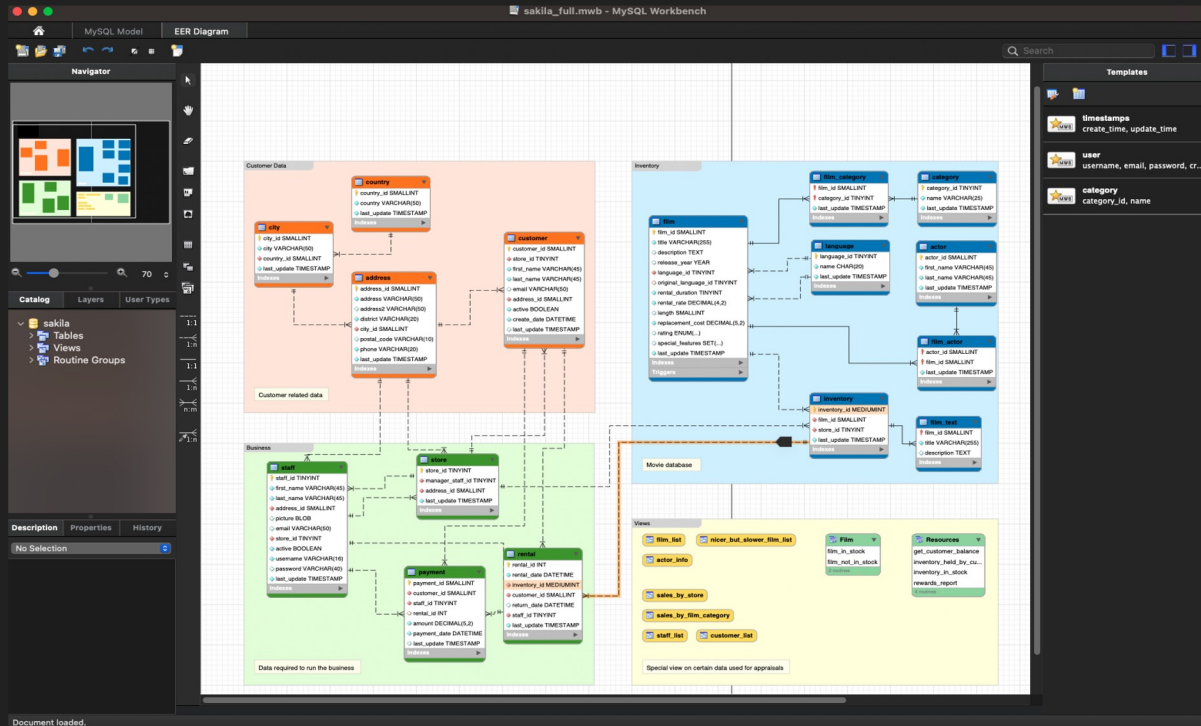 sakila_full.mwb - MySQL Workbench
MySQL Model
EER Diagram
Search
Navigator
70
Catalog
Layers
User Types
sakila
Tables
Views
Routine Groups
Description
Properties
History
No Selection
Document loaded.
1:1
1:n
1:1
1:n
n:m
1:n
Customer Data
country
country_id SMALLINT
country VARCHAR(50)
last_update TIMESTAMP
Indexes
city
city_id SMALLINT
city VARCHAR(50)
country_id SMALLINT
last_update TIMESTAMP
Indexes
address
address_id SMALLINT
address VARCHAR(50)
address2 VARCHAR(50)
district VARCHAR(20)
city_id SMALLINT
postal_code VARCHAR(10)
phone VARCHAR(20)
last_update TIMESTAMP
Indexes
customer
customer_id SMALLINT
store_id TINYINT
first_name VARCHAR(45)
last_name VARCHAR(45)
email VARCHAR(50)
address_id SMALLINT
active BOOLEAN
create_date DATETIME
last_update TIMESTAMP
Indexes
Customer related data
Business
staff
staff_id TINYINT
first_name VARCHAR(45)
last_name VARCHAR(45)
address_id SMALLINT
picture BLOB
email VARCHAR(50)
store_id TINYINT
active BOOLEAN
username VARCHAR(16)
password VARCHAR(40)
last_update TIMESTAMP
Indexes
store
store_id TINYINT
manager_staff_id TINYINT
address_id SMALLINT
last_update TIMESTAMP
Indexes
payment
payment_id SMALLINT
customer_id SMALLINT
staff_id TINYINT
rental_id INT
amount DECIMAL(5,2)
payment_date DATETIME
last_update TIMESTAMP
Indexes
rental
rental_id INT
rental_date DATETIME
inventory_id MEDIUMINT
customer_id SMALLINT
return_date DATETIME
staff_id TINYINT
last_update TIMESTAMP
Indexes
Data required to run the business
Inventory
film
film_id SMALLINT
title VARCHAR(255)
description TEXT
release_year YEAR
language_id TINYINT
original_language_id TINYINT
rental_duration TINYINT
rental_rate DECIMAL(4,2)
length SMALLINT
replacement_cost DECIMAL(5,2)
rating ENUM(...)
special_features SET(...)
last_update TIMESTAMP
Indexes
Triggers
film_category
film_id SMALLINT
category_id TINYINT
last_update TIMESTAMP
Indexes
category
category_id TINYINT
name VARCHAR(25)
last_update TIMESTAMP
Indexes
language
language_id TINYINT
name CHAR(20)
last_update TIMESTAMP
Indexes
actor
actor_id SMALLINT
first_name VARCHAR(45)
last_name VARCHAR(45)
last_update TIMESTAMP
Indexes
film_actor
actor_id SMALLINT
film_id SMALLINT
last_update TIMESTAMP
Indexes
inventory
inventory_id MEDIUMINT
film_id SMALLINT
store_id TINYINT
last_update TIMESTAMP
Indexes
film_text
film_id SMALLINT
title VARCHAR(255)
description TEXT
Indexes
Movie database
Views
film_list
nicer_but_slower_film_list
actor_info
sales_by_store
sales_by_film_category
staff_list
customer_list
Film
film_in_stock
film_not_in_stock
2 routines
Resources
get_customer_balance
inventory_held_by_cu...
inventory_in_stock
rewards_report
4 routines
Special view on certain data used for appraisals
Templates
timestamps
create_time, update_time
user
username, email, password, cr...
category
category_id, name